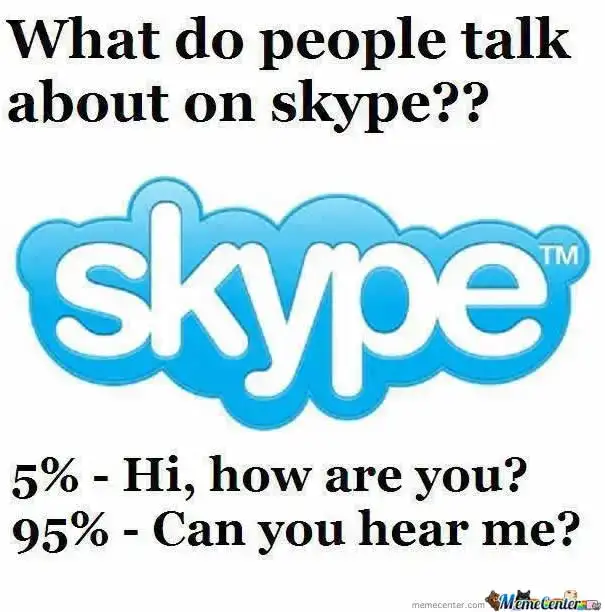 What do people talk
about on skype??
skype™
5% - Hi, how are you?
95% - Can you hear me?
memecenter.com MemeCenter